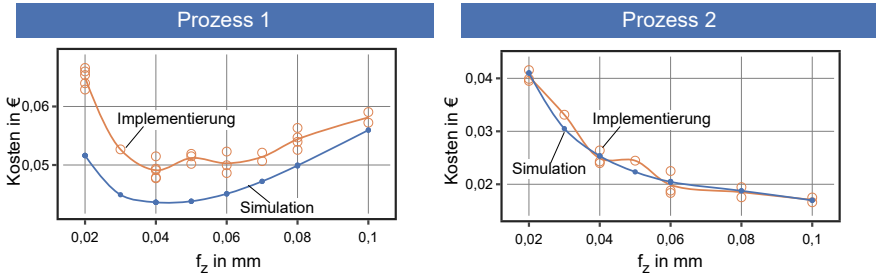 Prozess 1
Kosten in €
0,06
0,05
Implementierung
Simulation
0,02 0,04 0,06 0,08 0,1
fz in mm
Prozess 2
Kosten in €
0,04
0,03
0,02
Implementierung
Simulation
0,02 0,04 0,06 0,08 0,1
fz in mm